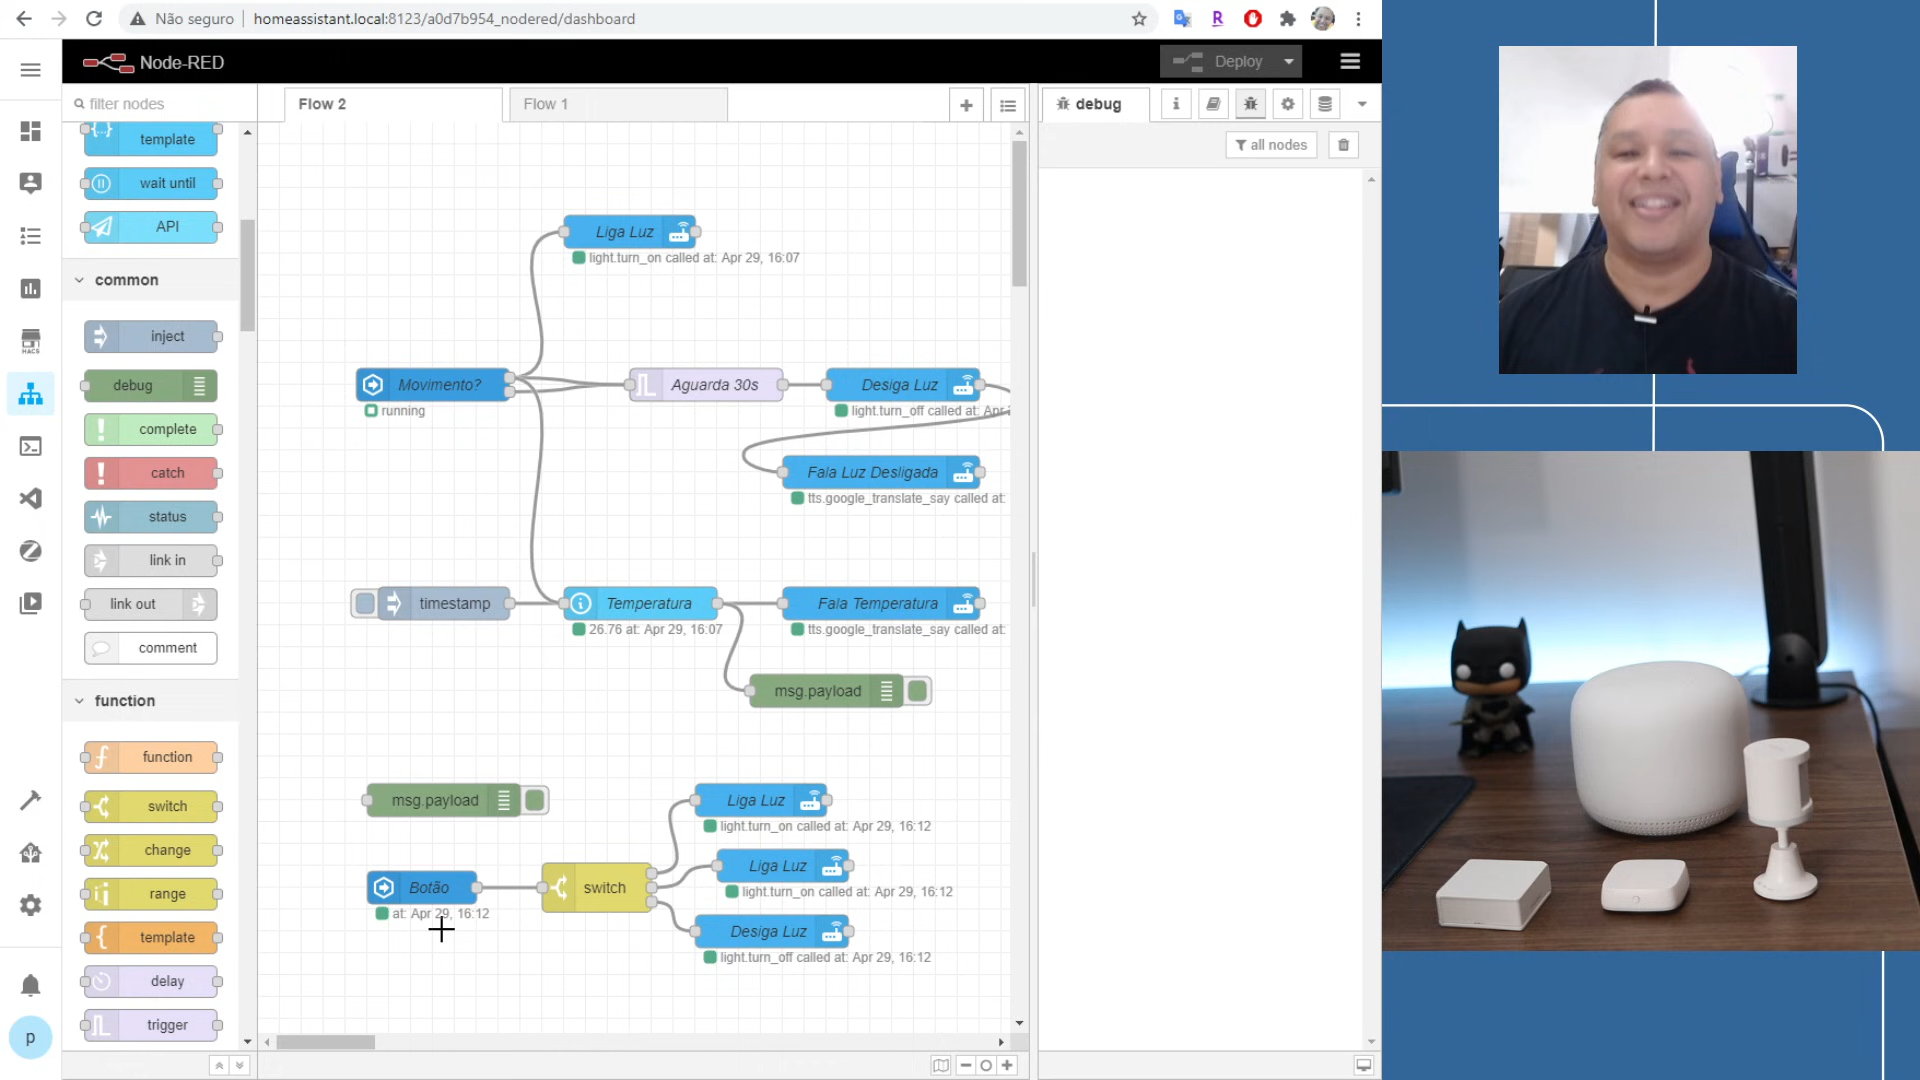 Não seguro
homeassistant.local:8123/a0d7b954_nodered/dashboard
Node-RED
Deploy
filter nodes
Flow 2
Flow 1
debug
all nodes
template
wait until
API
common
inject
debug
complete
catch
status
link in
link out
comment
function
function
switch
change
range
template
delay
trigger
HACS
p
Liga Luz
light.turn_on called at: Apr 29, 16:07
Movimento?
running
Aguarda 30s
Desiga Luz
light.turn_off called at: Apr
Fala Luz Desligada
tts.google_translate_say called at:
timestamp
Temperatura
26.76 at: Apr 29, 16:07
Fala Temperatura
tts.google_translate_say called at:
msg.payload
msg.payload
Liga Luz
light.turn_on called at: Apr 29, 16:12
Liga Luz
light.turn_on called at: Apr 29, 16:12
Botão
at: Apr 29, 16:12
switch
Desiga Luz
light.turn_off called at: Apr 29, 16:12